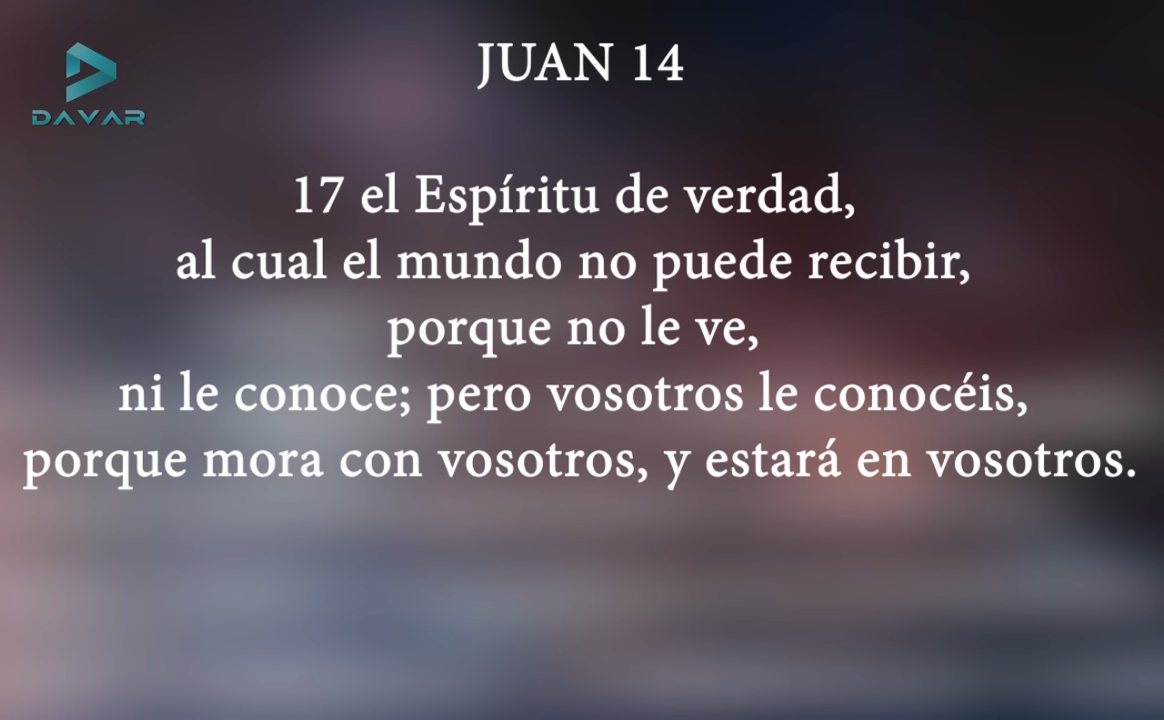 JUAN 14
DAVAR
17 el Espíritu de verdad,
al cual el mundo no puede recibir,
porque no le ve,
ni le conoce; pero vosotros le conocéis,
porque mora con vosotros, y estará en vosotros.